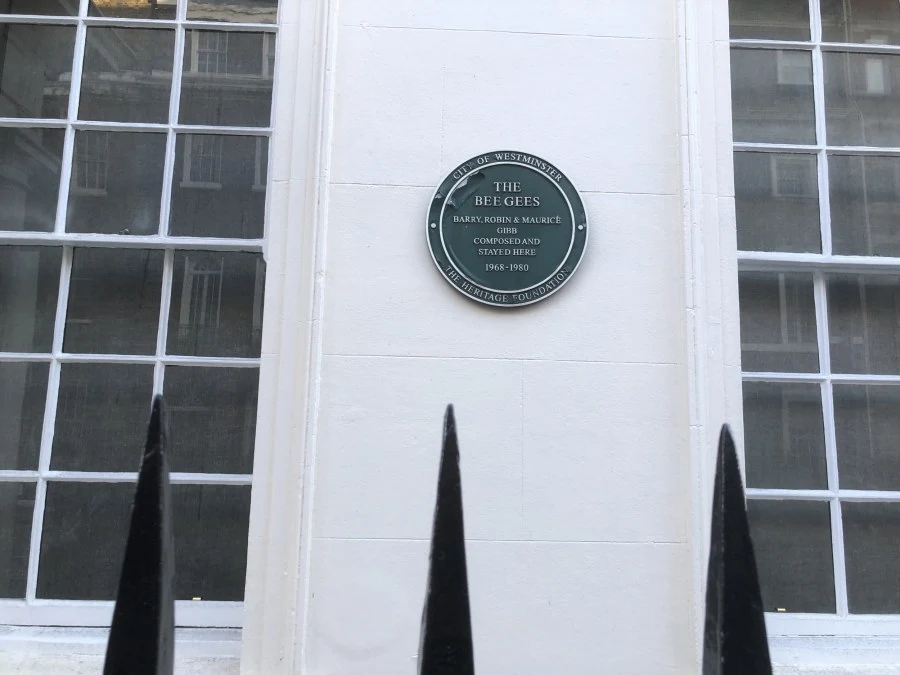 CITY OF WESTMINSTER
THE
BEE GEES
BARRY, ROBIN & MAURICE
GIBB
COMPOSED AND
STAYED HERE
1968-1980
THE HERITAGE FOUNDATION